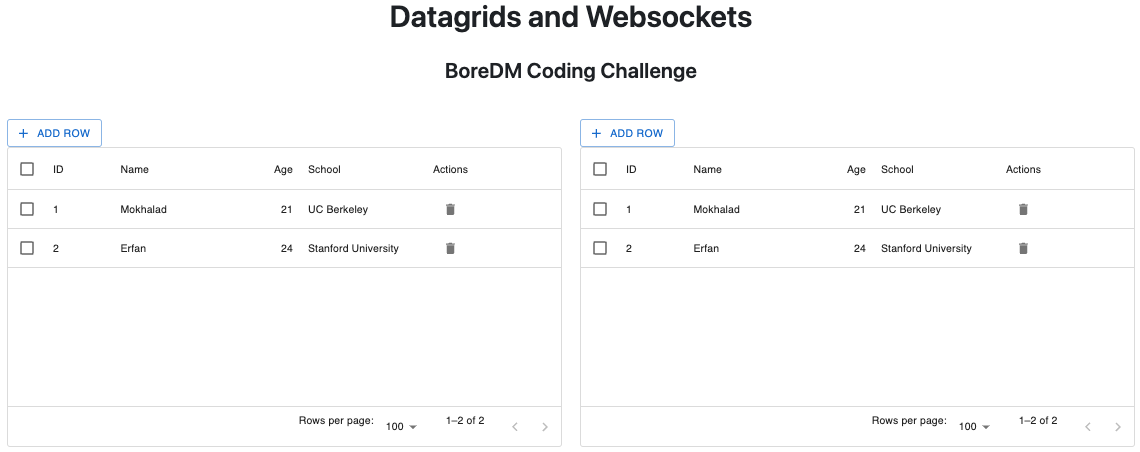 Datagrids and Websockets
BoreDM Coding Challenge
+ ADD ROW
ID Name Age School Actions
1 Mokhalad 21 UC Berkeley
2 Erfan 24 Stanford University
Rows per page: 100 1–2 of 2
+ ADD ROW
ID Name Age School Actions
1 Mokhalad 21 UC Berkeley
2 Erfan 24 Stanford University
Rows per page: 100 1–2 of 2